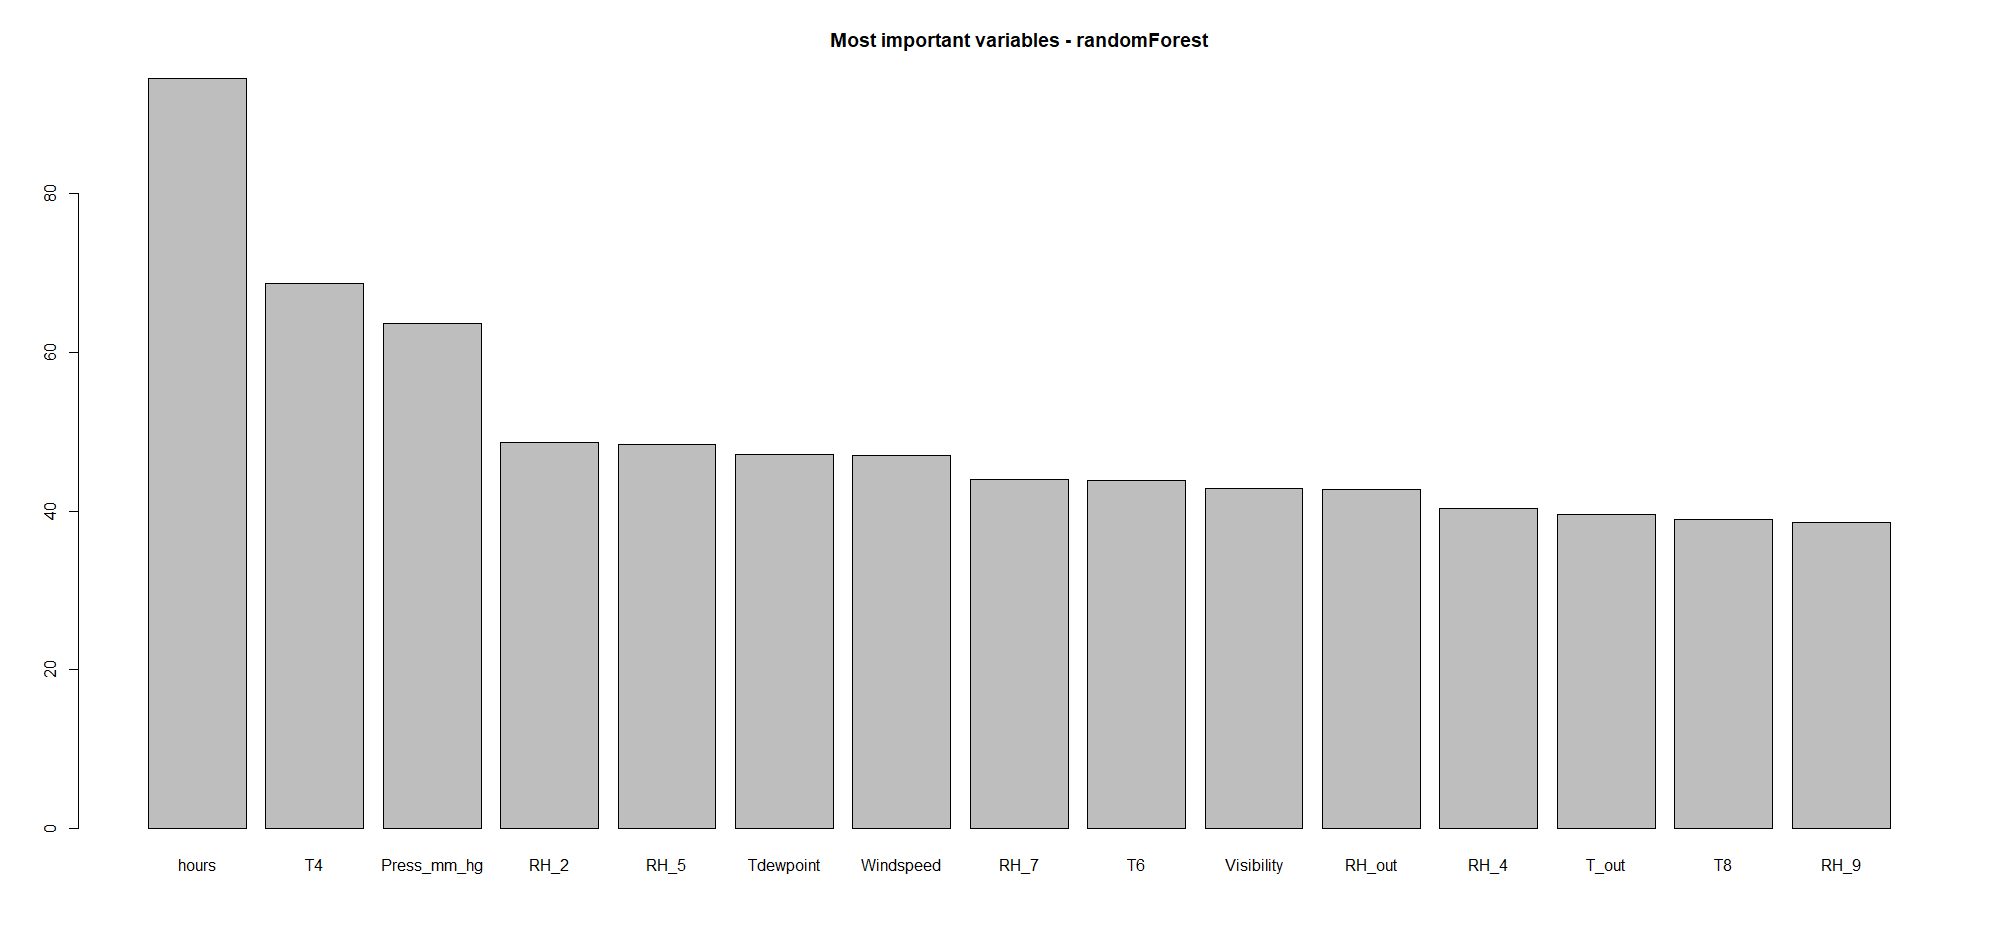 Most important variables - randomForest
80
60
40
20
0
hours T4 Press_mm_hg RH_2 RH_5 Tdewpoint Windspeed RH_7 T6 Visibility RH_out RH_4 T_out T8 RH_9